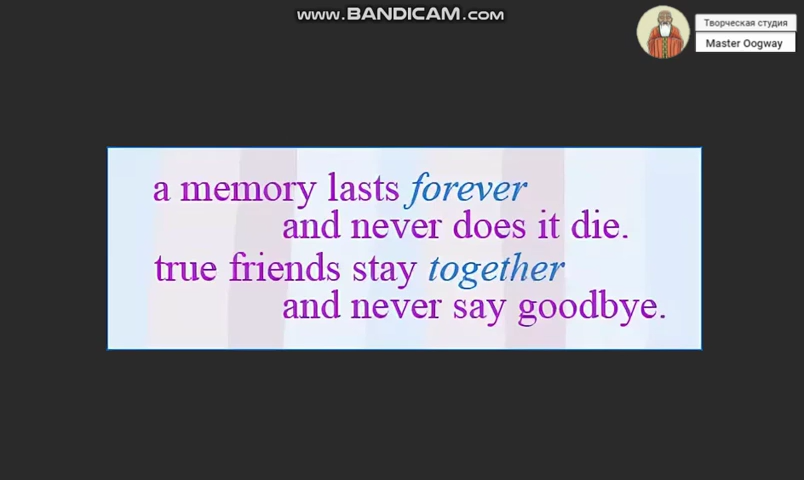 www.BANDICAM.com
Творческая студия
Master Oogway
a memory lasts forever
and never does it die.
true friends stay together
and never say goodbye.